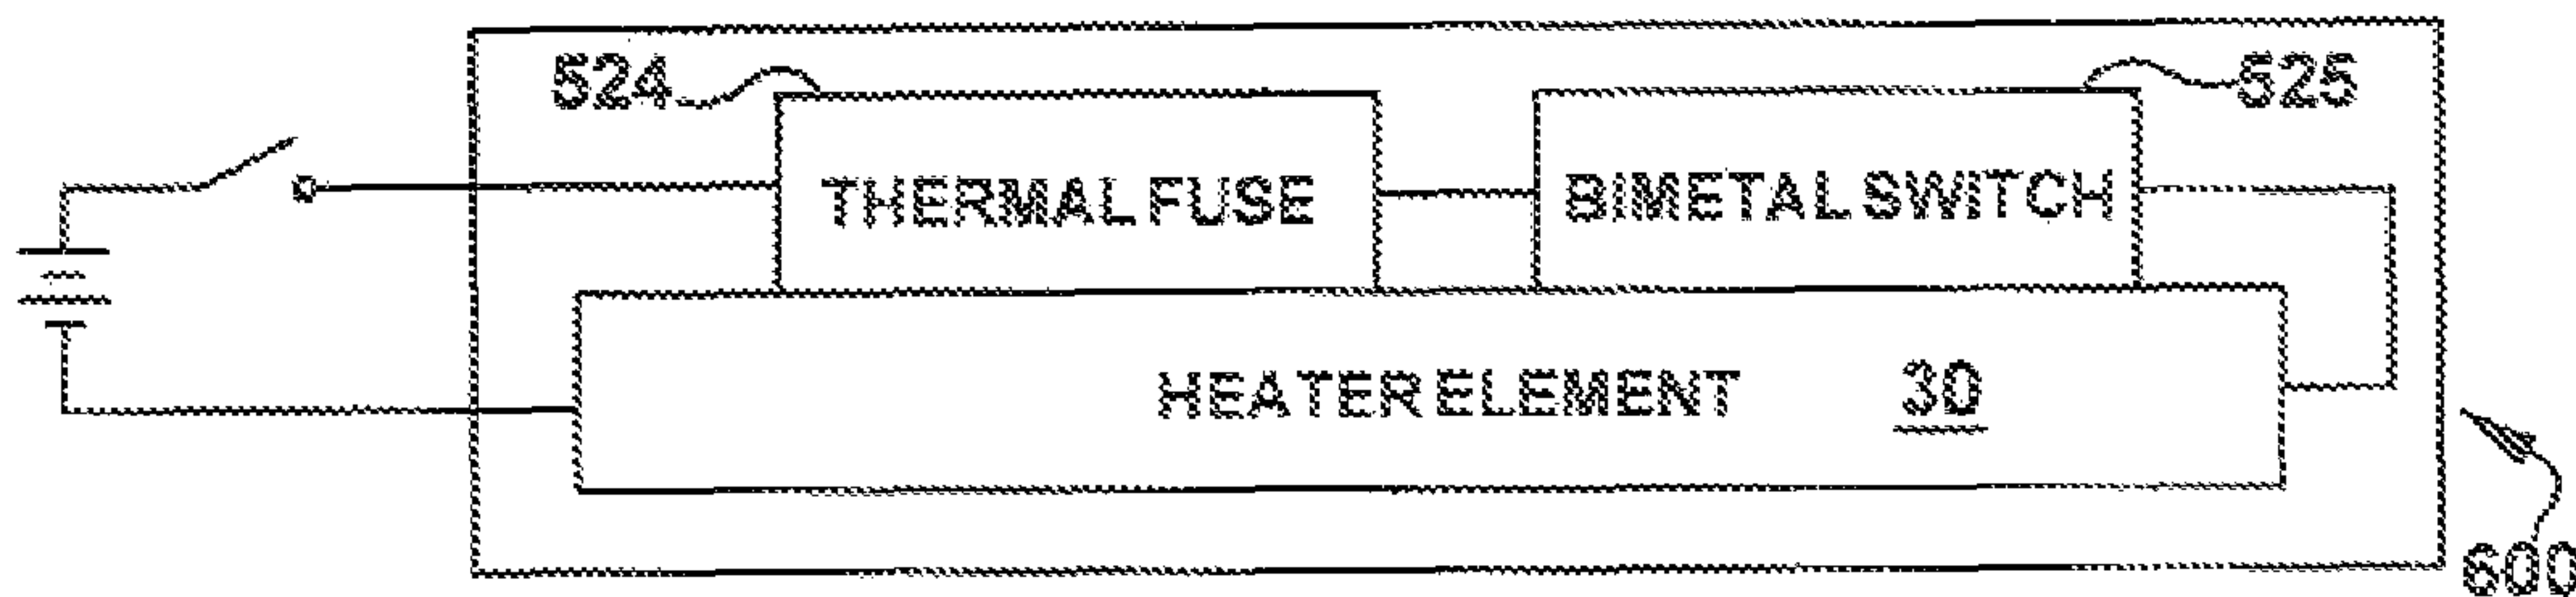 524
525
THERMAL FUSE
BIMETAL SWITCH
HEATER ELEMENT 30
600